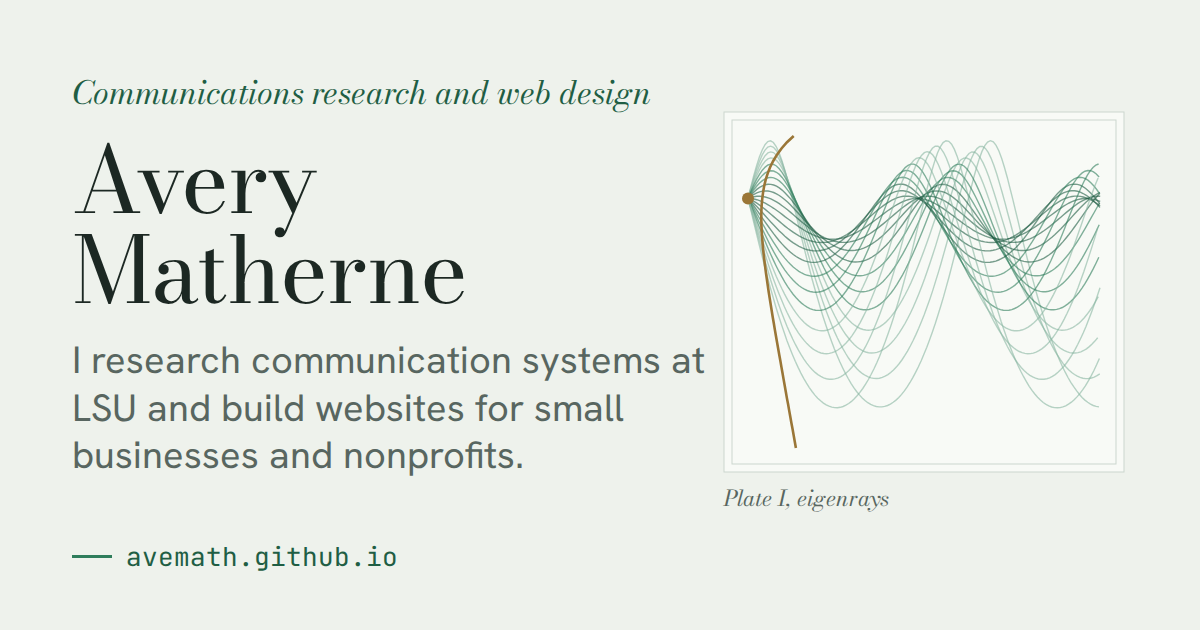 Communications research and web design
Avery
Matherne
I research communication systems at
LSU and build websites for small
businesses and nonprofits.
avemath.github.io
Plate I, eigenrays